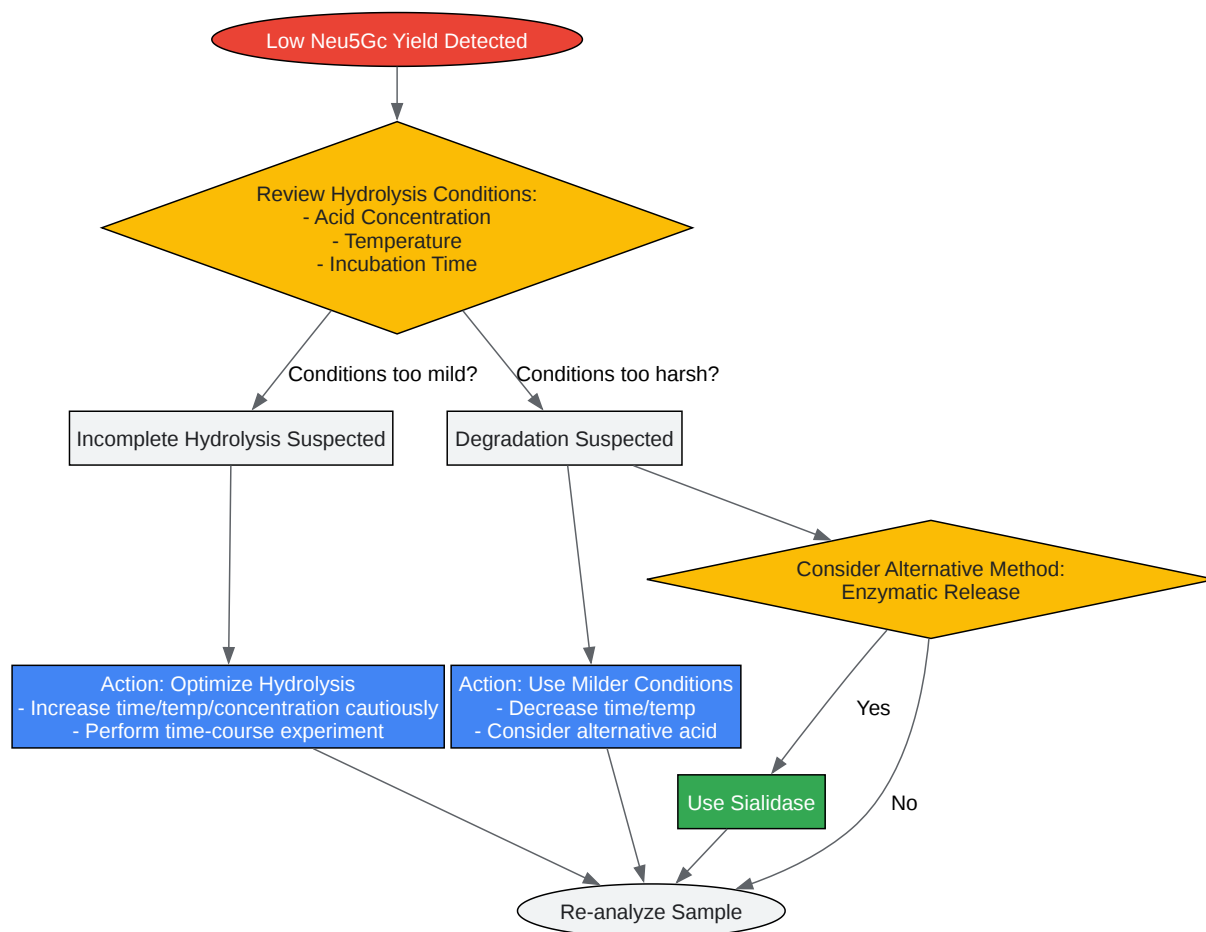 Low Neu5Gc Yield Detected
Review Hydrolysis Conditions:
- Acid Concentration
- Temperature
- Incubation Time
Conditions too mild?
Conditions too harsh?
Incomplete Hydrolysis Suspected
Degradation Suspected
Consider Alternative Method:
Enzymatic Release
Action: Optimize Hydrolysis
- Increase time/temp/concentration cautiously
- Perform time-course experiment
Action: Use Milder Conditions
- Decrease time/temp
- Consider alternative acid
Yes
Use Sialidase
No
Re-analyze Sample